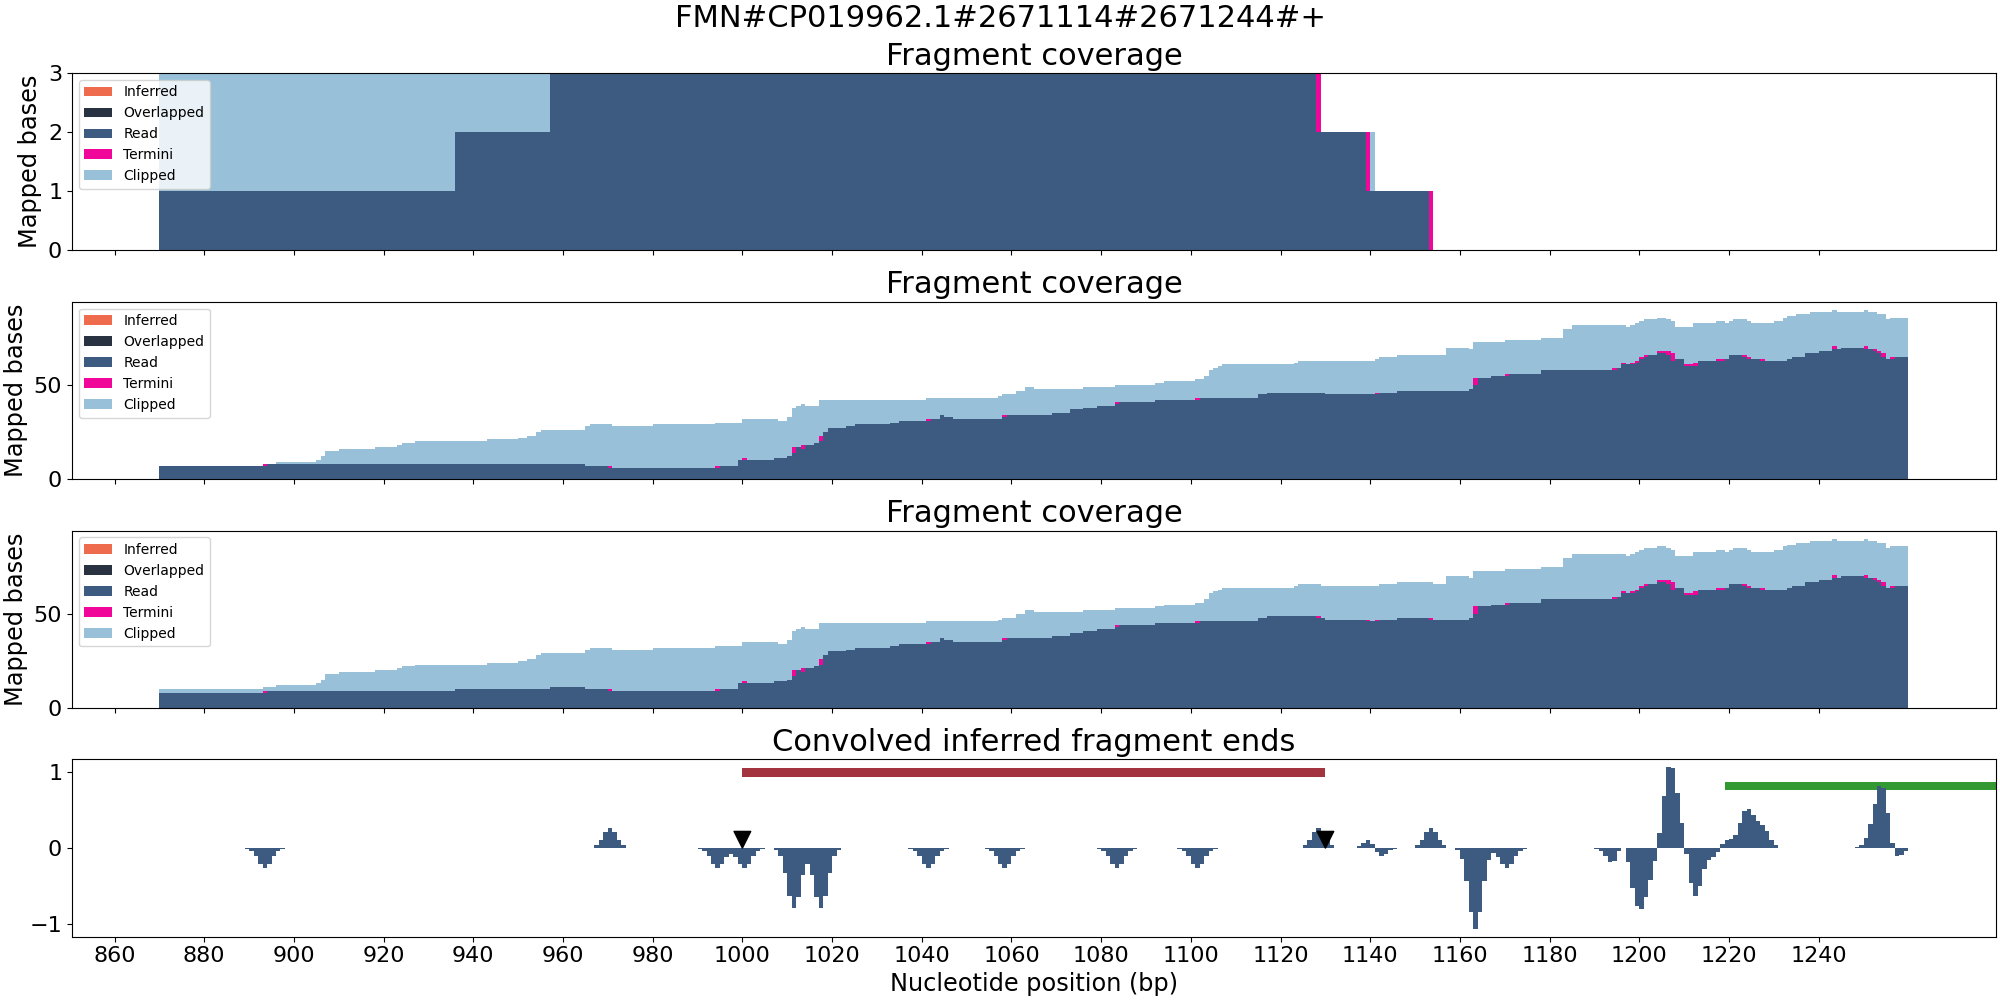 FMN#CP019962.1#2671114#2671244#+
Fragment coverage
Mapped bases
3
2
1
0
Inferred
Overlapped
Read
Termini
Clipped
Fragment coverage
Mapped bases
50
0
Inferred
Overlapped
Read
Termini
Clipped
Fragment coverage
Mapped bases
50
0
Inferred
Overlapped
Read
Termini
Clipped
Convolved inferred fragment ends
1
0
−1
860 880 900 920 940 960 980 1000 1020 1040 1060 1080 1100 1120 1140 1160 1180 1200 1220 1240
Nucleotide position (bp)